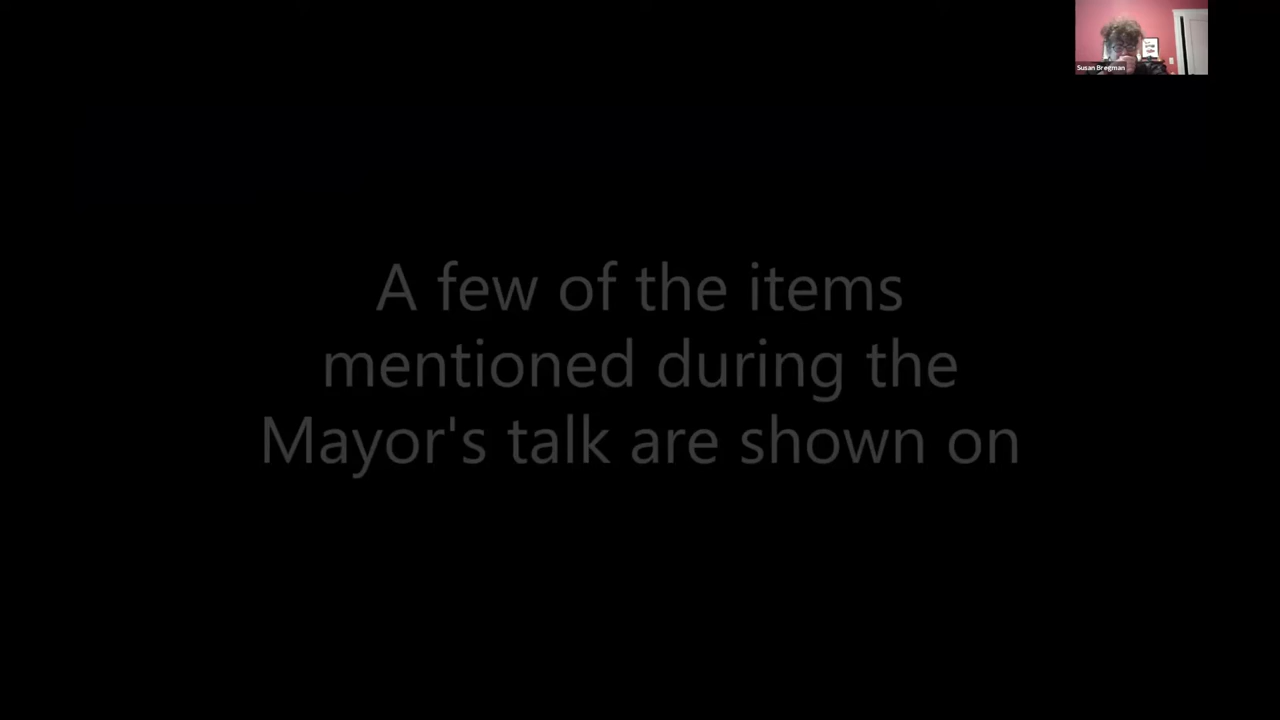 Susan Bregman
A few of the items
mentioned during the
Mayor's talk are shown on